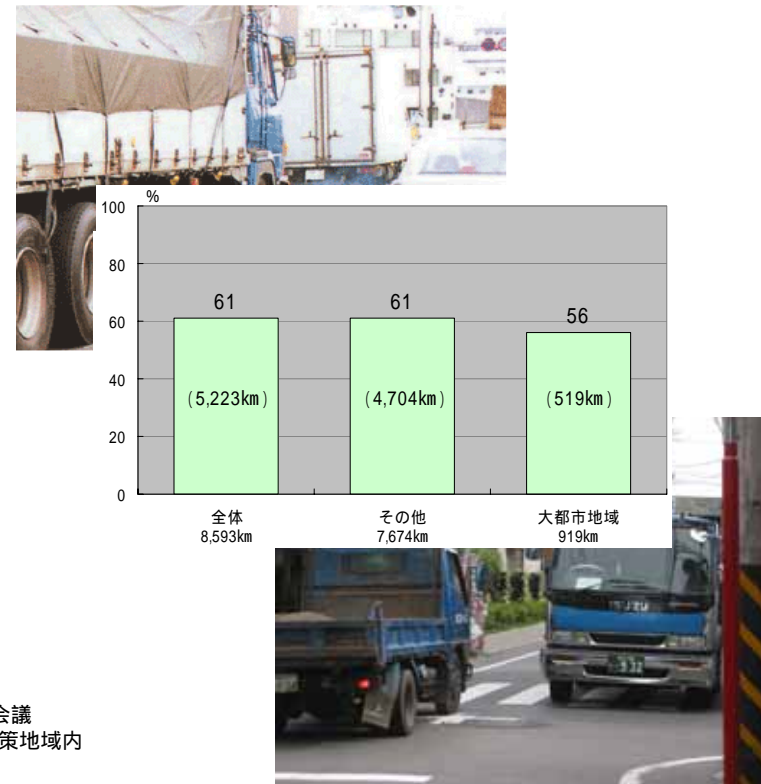 %
100
80
60
40
20
0
61
61
56
(5,223km)
(4,704km)
(519km)
全体
その他
大都市地域
8,593km
7,674km
919km
会議
策地域内